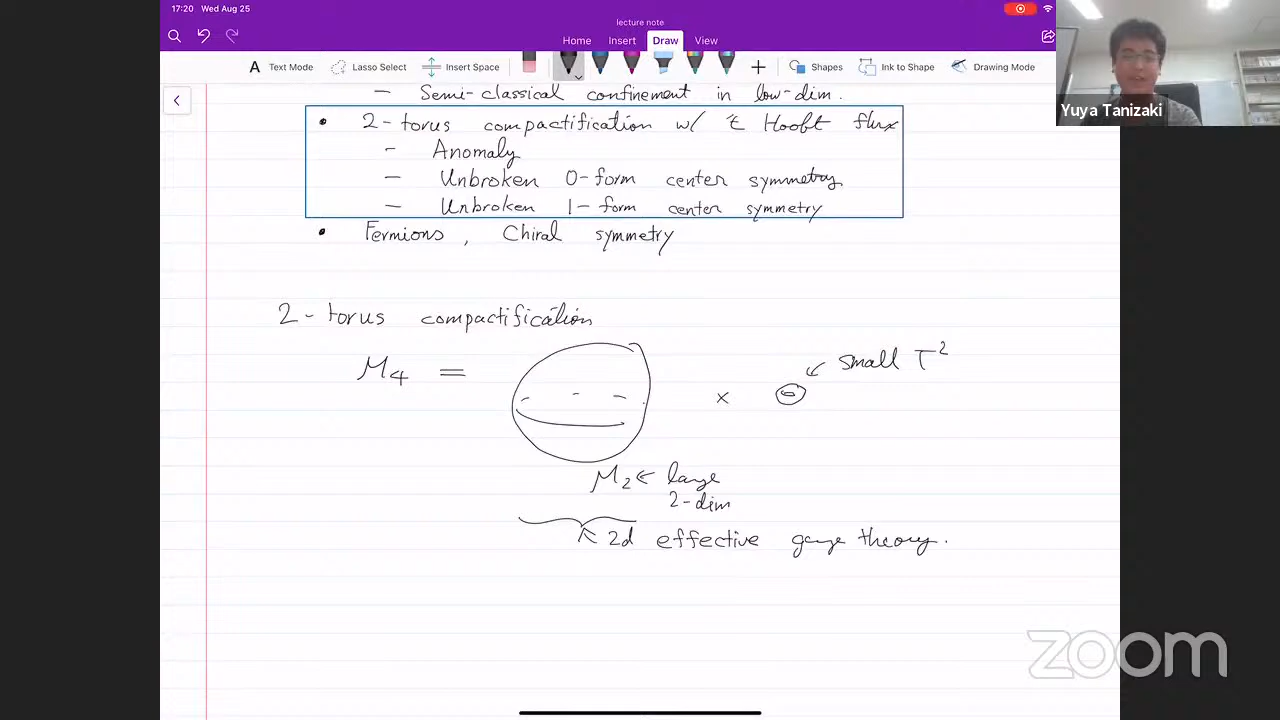 17:20 Wed Aug 25
lecture note
Home Insert Draw View
A Text Mode Lasso Select Insert Space Shapes Ink to Shape Drawing Mode
Yuya Tanizaki
— Semi-classical confinement in low-dim.
• 2-torus compactification w/ 't Hooft flux
- Anomaly
— Unbroken 0-form center symmetry
— Unbroken 1-form center symmetry
• Fermions, Chiral symmetry
2-torus compactification
small T²
M₄ = ×
M₂ ← large
2-dim
2d effective gauge theory.
zoom